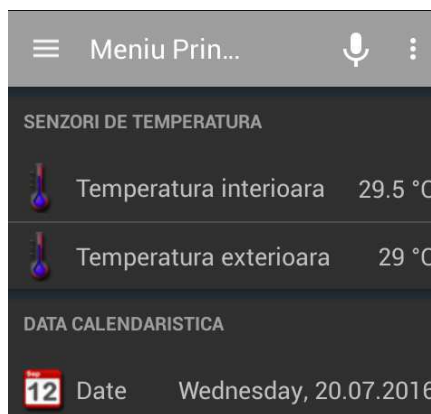 Meniu Prin...
SENZORI DE TEMPERATURA
Temperatura interioara 29.5 °C
Temperatura exterioara 29 °C
DATA CALENDARISTICA
Sep
12
Date Wednesday, 20.07.2016